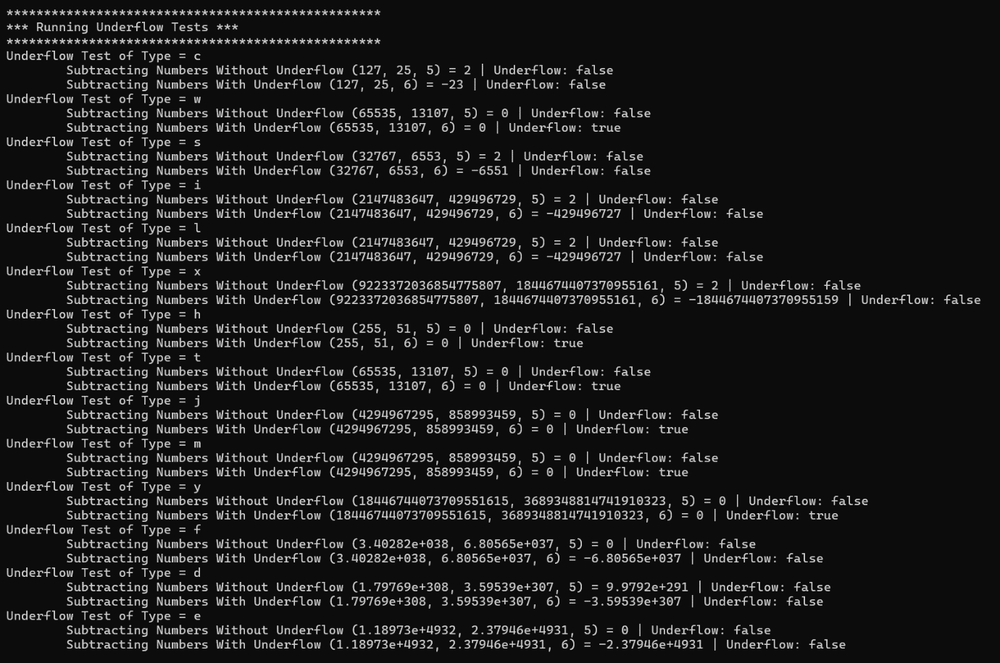 **************************************************
*** Running Underflow Tests ***
**************************************************
Underflow Test of Type = c
Subtracting Numbers Without Underflow (127, 25, 5) = 2 | Underflow: false
Subtracting Numbers With Underflow (127, 25, 6) = -23 | Underflow: false
Underflow Test of Type = w
Subtracting Numbers Without Underflow (65535, 13107, 5) = 0 | Underflow: false
Subtracting Numbers With Underflow (65535, 13107, 6) = 0 | Underflow: true
Underflow Test of Type = s
Subtracting Numbers Without Underflow (32767, 6553, 5) = 2 | Underflow: false
Subtracting Numbers With Underflow (32767, 6553, 6) = -6551 | Underflow: false
Underflow Test of Type = i
Subtracting Numbers Without Underflow (2147483647, 429496729, 5) = 2 | Underflow: false
Subtracting Numbers With Underflow (2147483647, 429496729, 6) = -429496727 | Underflow: false
Underflow Test of Type = l
Subtracting Numbers Without Underflow (2147483647, 429496729, 5) = 2 | Underflow: false
Subtracting Numbers With Underflow (2147483647, 429496729, 6) = -429496727 | Underflow: false
Underflow Test of Type = x
Subtracting Numbers Without Underflow (9223372036854775807, 1844674407370955161, 5) = 2 | Underflow: false
Subtracting Numbers With Underflow (9223372036854775807, 1844674407370955161, 6) = -1844674407370955159 | Underflow: false
Underflow Test of Type = h
Subtracting Numbers Without Underflow (255, 51, 5) = 0 | Underflow: false
Subtracting Numbers With Underflow (255, 51, 6) = 0 | Underflow: true
Underflow Test of Type = t
Subtracting Numbers Without Underflow (65535, 13107, 5) = 0 | Underflow: false
Subtracting Numbers With Underflow (65535, 13107, 6) = 0 | Underflow: true
Underflow Test of Type = j
Subtracting Numbers Without Underflow (4294967295, 858993459, 5) = 0 | Underflow: false
Subtracting Numbers With Underflow (4294967295, 858993459, 6) = 0 | Underflow: true
Underflow Test of Type = m
Subtracting Numbers Without Underflow (4294967295, 858993459, 5) = 0 | Underflow: false
Subtracting Numbers With Underflow (4294967295, 858993459, 6) = 0 | Underflow: true
Underflow Test of Type = y
Subtracting Numbers Without Underflow (18446744073709551615, 3689348814741910323, 5) = 0 | Underflow: false
Subtracting Numbers With Underflow (18446744073709551615, 3689348814741910323, 6) = 0 | Underflow: true
Underflow Test of Type = f
Subtracting Numbers Without Underflow (3.40282e+038, 6.80565e+037, 5) = 0 | Underflow: false
Subtracting Numbers With Underflow (3.40282e+038, 6.80565e+037, 6) = -6.80565e+037 | Underflow: false
Underflow Test of Type = d
Subtracting Numbers Without Underflow (1.79769e+308, 3.59539e+307, 5) = 9.9792e+291 | Underflow: false
Subtracting Numbers With Underflow (1.79769e+308, 3.59539e+307, 6) = -3.59539e+307 | Underflow: false
Underflow Test of Type = e
Subtracting Numbers Without Underflow (1.18973e+4932, 2.37946e+4931, 5) = 0 | Underflow: false
Subtracting Numbers With Underflow (1.18973e+4932, 2.37946e+4931, 6) = -2.37946e+4931 | Underflow: false